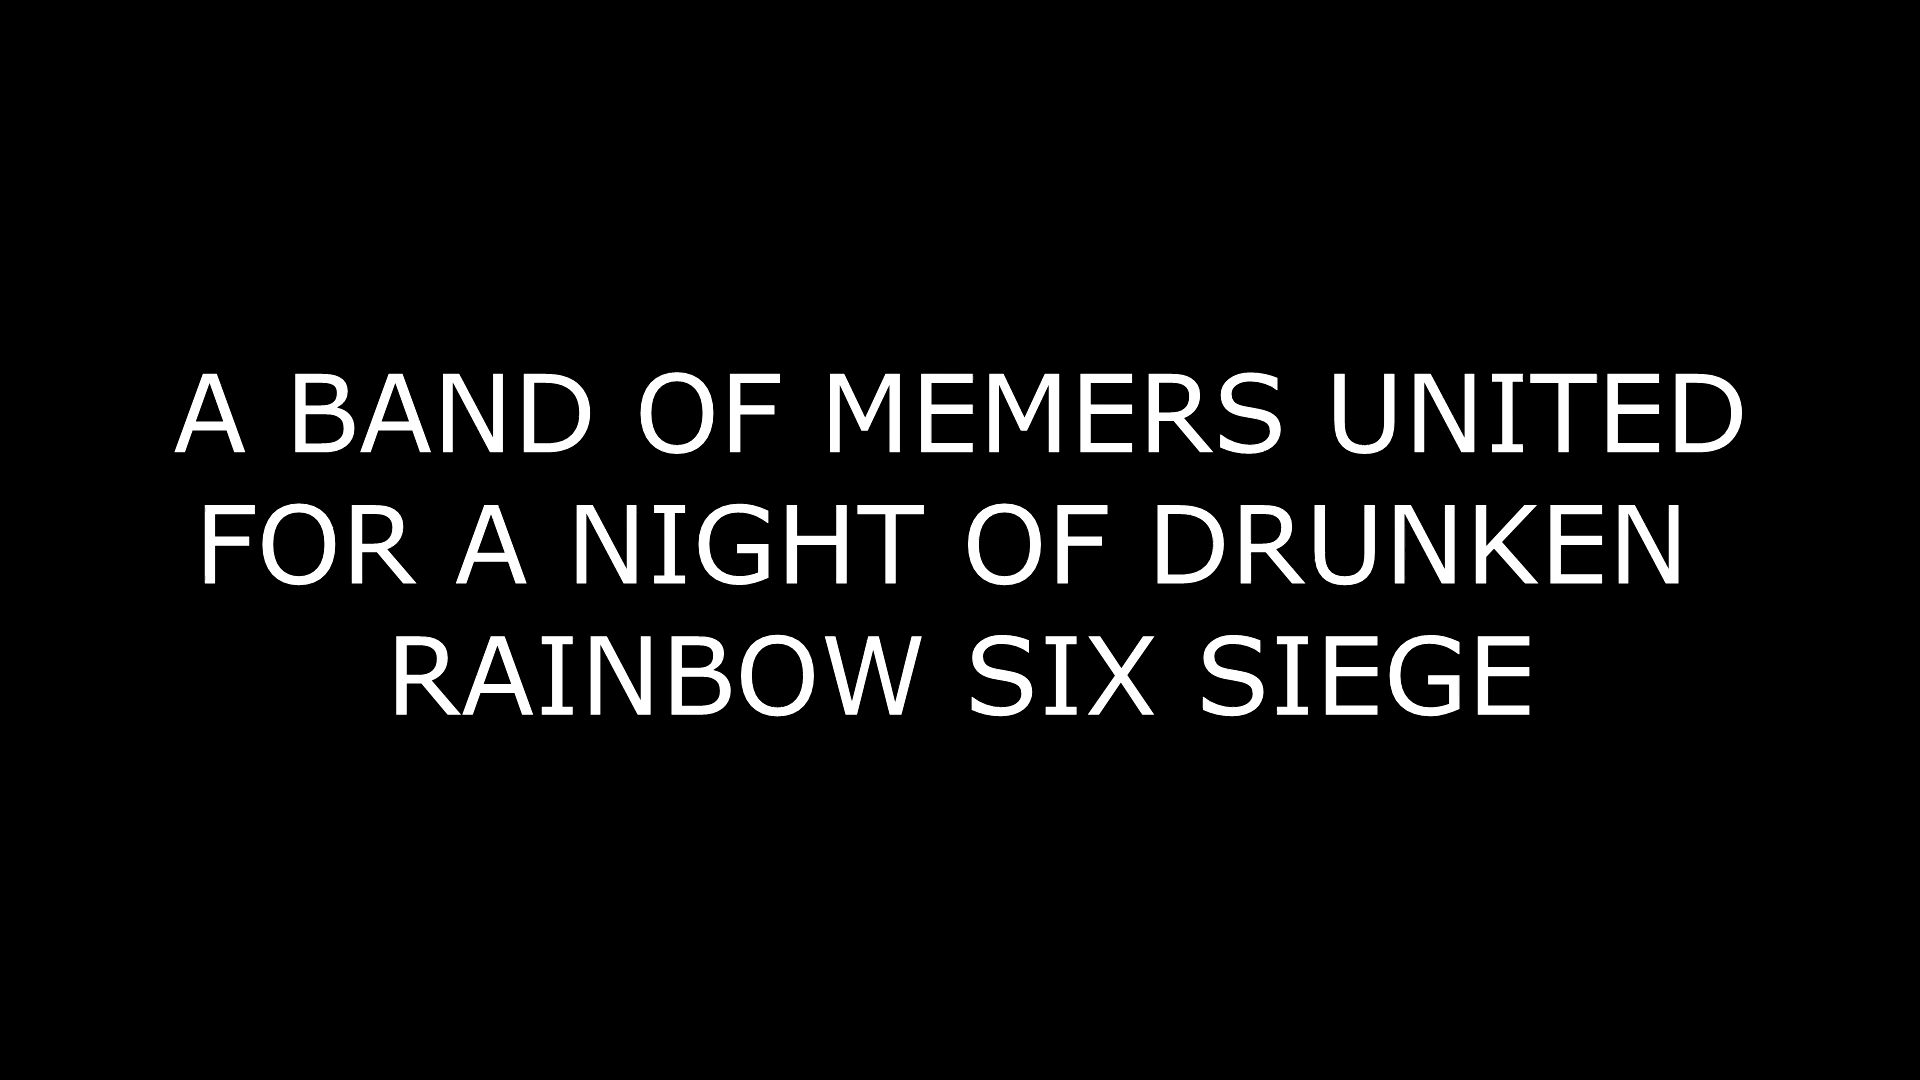 A BAND OF MEMERS UNITED
FOR A NIGHT OF DRUNKEN
RAINBOW SIX SIEGE